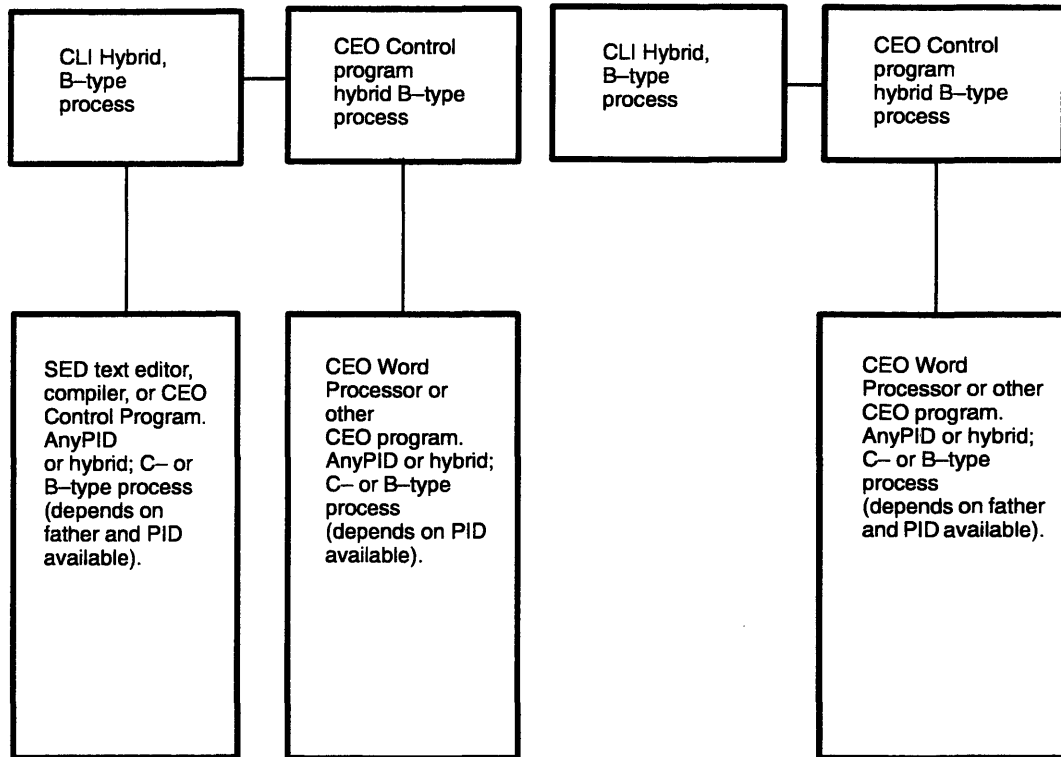 CLI Hybrid,
B–type
process
CEO Control
program
hybrid B–type
process
CLI Hybrid,
B–type
process
CEO Control
program
hybrid B–type
process
SED text editor,
compiler, or CEO
Control Program.
AnyPID
or hybrid; C– or
B–type process
(depends on
father and PID
available).
CEO Word
Processor or
other
CEO program.
AnyPID or hybrid;
C– or B–type
process
(depends on PID
available).
CEO Word
Processor or other
CEO program.
AnyPID or hybrid;
C– or B–type
process
(depends on father
and PID available).